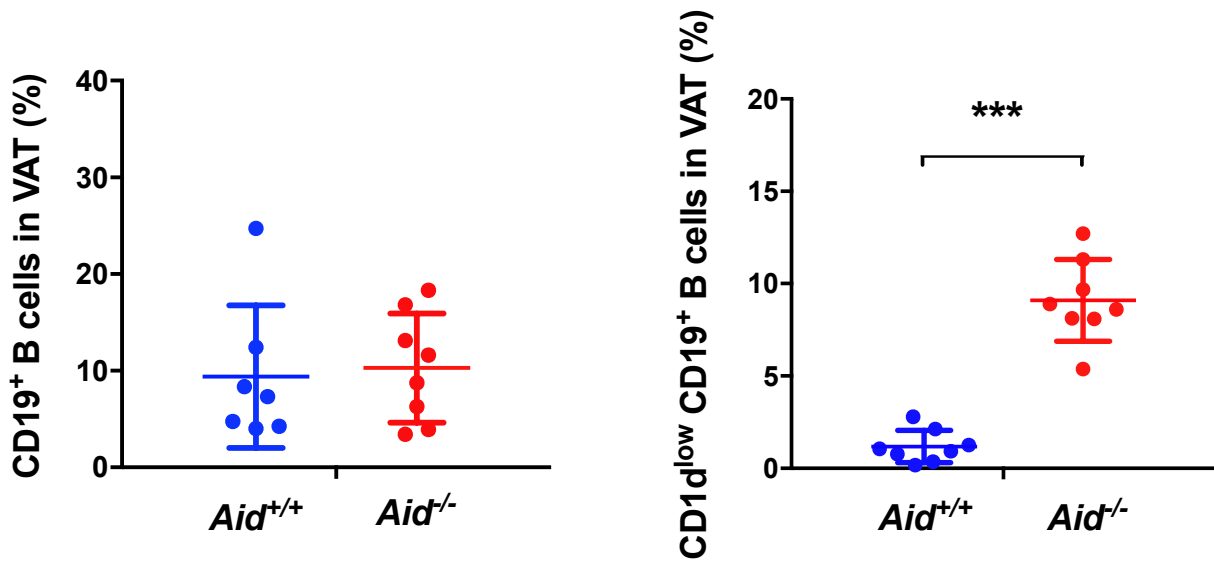 CD19⁺ B cells in VAT (%)
40
30
20
10
0
Aid⁺/⁺
Aid⁻/⁻
CD1dˡᵒʷ CD19⁺ B cells in VAT (%)
20
15
10
5
0
***
Aid⁺/⁺
Aid⁻/⁻